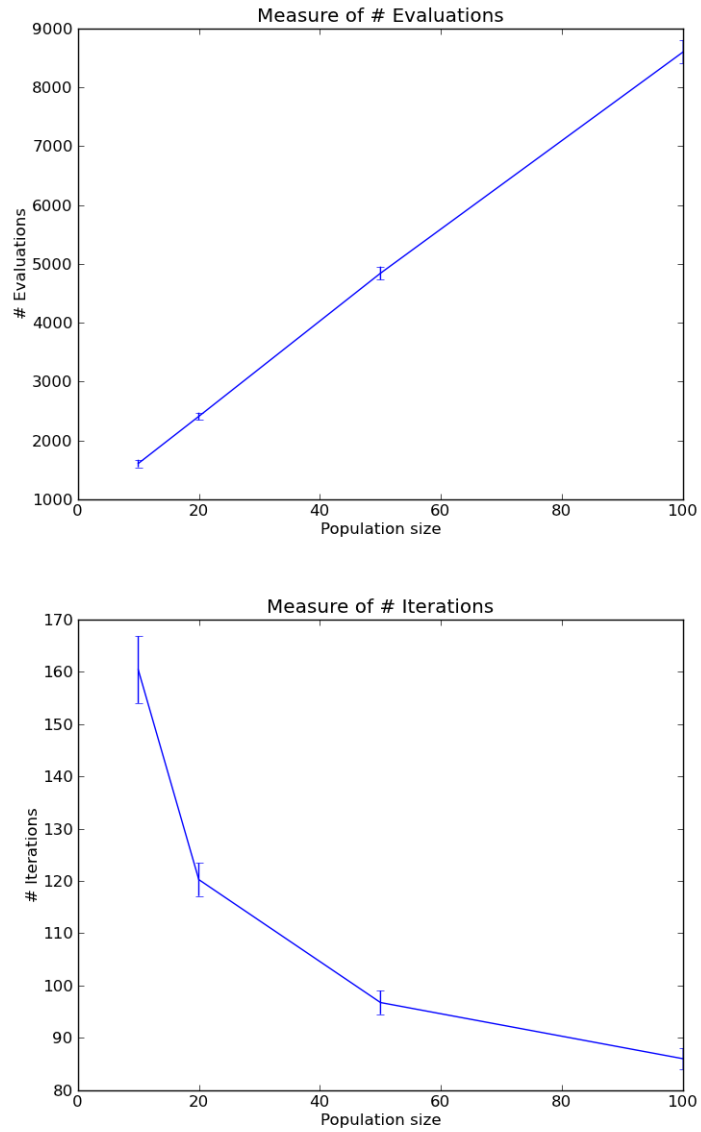 Measure of # Evaluations
9000
8000
7000
6000
5000
4000
3000
2000
1000
# Evaluations
0 20 40 60 80 100
Population size
Measure of # Iterations
170
160
150
140
130
120
110
100
90
80
# Iterations
0 20 40 60 80 100
Population size